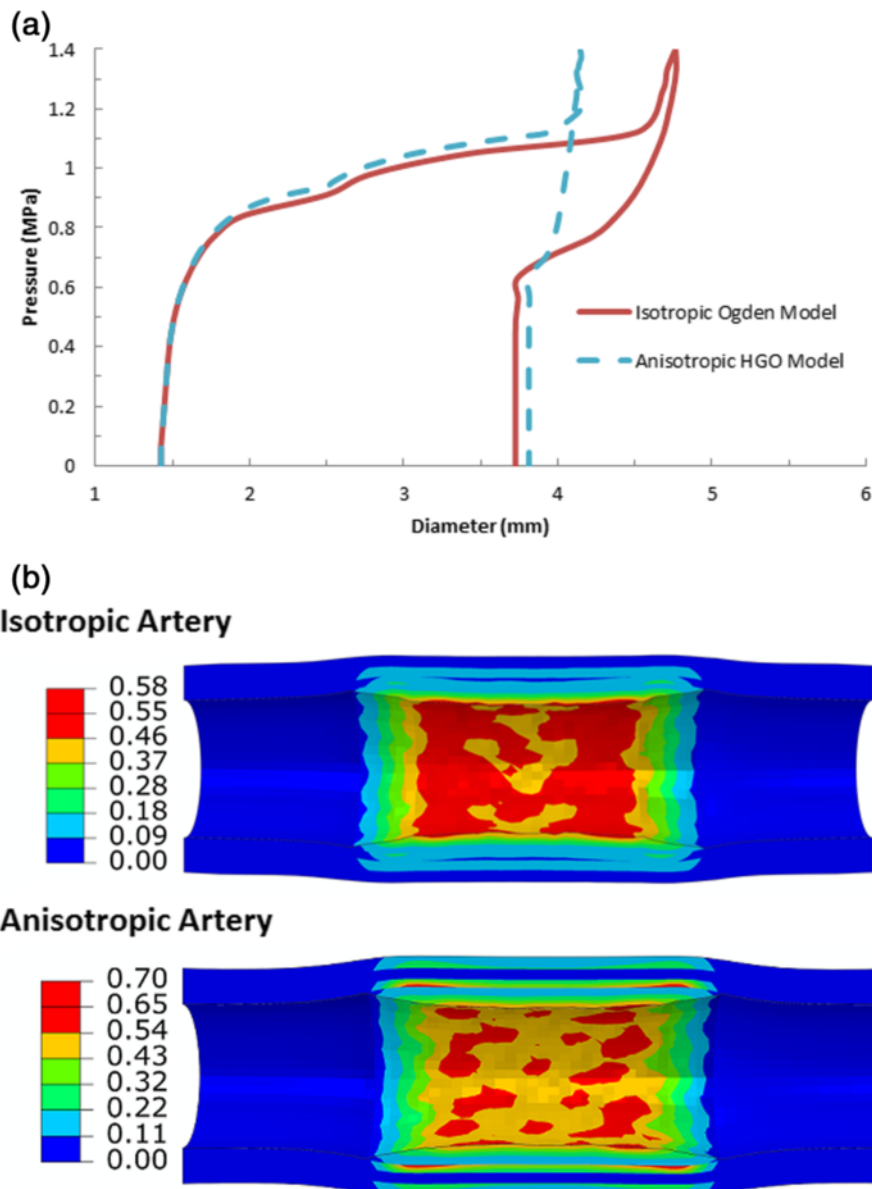 (a)
1.4
1.2
1
0.8
0.6
0.4
0.2
0
Pressure (MPa)
Isotropic Ogden Model
Anisotropic HGO Model
1 2 3 4 5 6
Diameter (mm)
(b)
Isotropic Artery
0.58
0.55
0.46
0.37
0.28
0.18
0.09
0.00
Anisotropic Artery
0.70
0.65
0.54
0.43
0.32
0.22
0.11
0.00